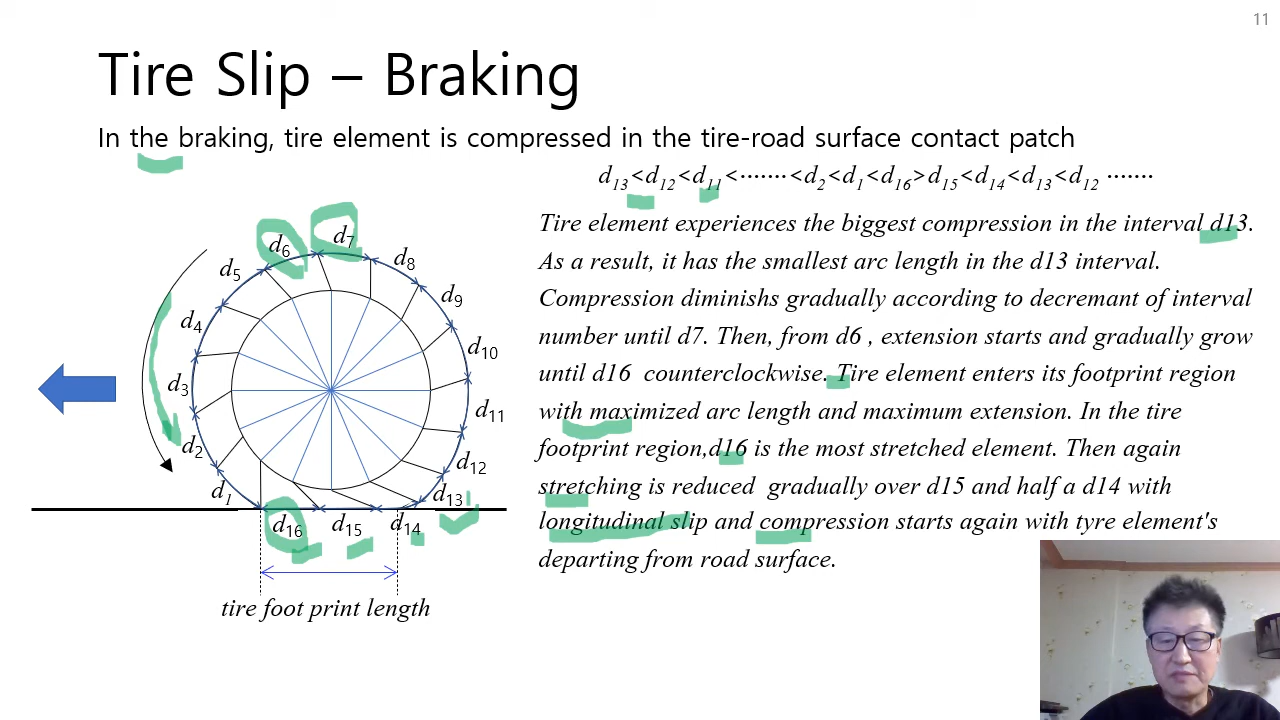 11
Tire Slip – Braking
In the braking, tire element is compressed in the tire-road surface contact patch
d13<d12<d11<·······<d2<d1<d16>d15<d14<d13<d12 ·······
Tire element experiences the biggest compression in the interval d13.
As a result, it has the smallest arc length in the d13 interval.
Compression diminishs gradually according to decremant of interval
number until d7. Then, from d6 , extension starts and gradually grow
until d16 counterclockwise. Tire element enters its footprint region
with maximized arc length and maximum extension. In the tire
footprint region,d16 is the most stretched element. Then again
stretching is reduced gradually over d15 and half a d14 with
longitudinal slip and compression starts again with tyre element's
departing from road surface.
d7
d6
d8
d5
d9
d4
d10
d3
d11
d2
d12
d1
d13
d16
d15
d14
tire foot print length